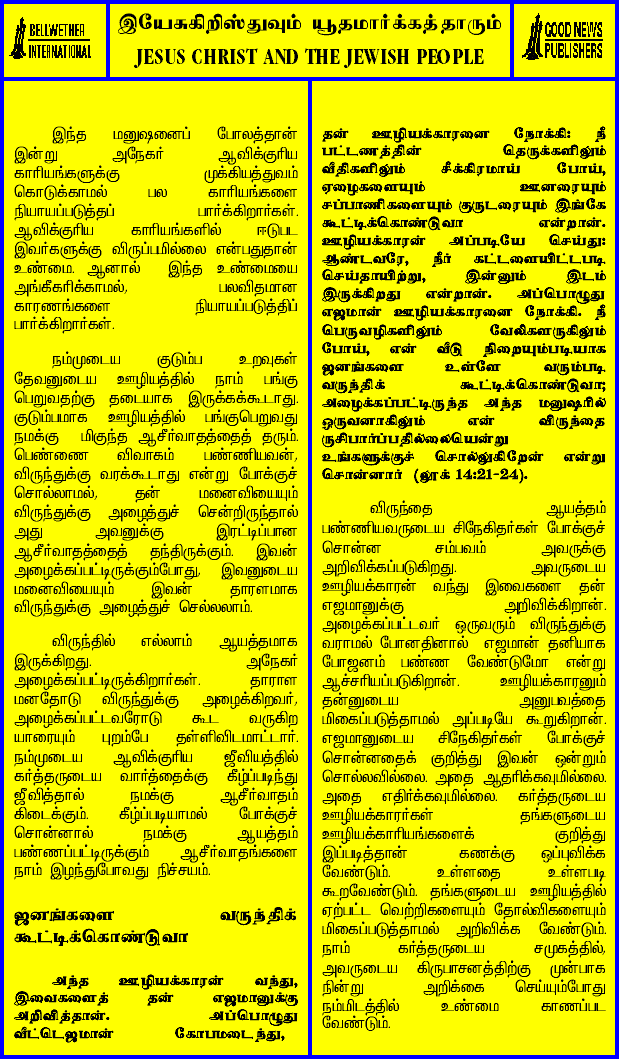 BELLWETHER
INTERNATIONAL
இயேசுகிறிஸ்துவும் யூதமார்க்கத்தாரும்
JESUS CHRIST AND THE JEWISH PEOPLE
GOOD NEWS
PUBLISHERS
இந்த மனுஷனைப் போலத்தான்
இன்று அநேகர் ஆவிக்குரிய
காரியங்களுக்கு முக்கியத்துவம்
கொடுக்காமல் பல காரியங்களை
நியாயப்படுத்தப் பார்க்கிறார்கள்.
ஆவிக்குரிய காரியங்களில் ஈடுபட
இவர்களுக்கு விருப்பமில்லை என்பதுதான்
உண்மை. ஆனால் இந்த உண்மையை
அங்கீகரிக்காமல், பலவிதமான
காரணங்களை நியாயப்படுத்திப்
பார்க்கிறார்கள்.
நம்முடைய குடும்ப உறவுகள்
தேவனுடைய ஊழியத்தில் நாம் பங்கு
பெறுவதற்கு தடையாக இருக்கக்கூடாது.
குடும்பமாக ஊழியத்தில் பங்குபெறுவது
நமக்கு மிகுந்த ஆசீர்வாதத்தைத் தரும்.
பெண்ணை விவாகம் பண்ணியவன்,
விருந்துக்கு வரக்கூடாது என்று போக்குச்
சொல்லாமல், தன் மனைவியையும்
விருந்துக்கு அழைத்துச் சென்றிருந்தால்
அது அவனுக்கு இரட்டிப்பான
ஆசீர்வாதத்தைத் தந்திருக்கும். இவன்
அழைக்கப்பட்டிருக்கும்போது, இவனுடைய
மனைவியையும் இவன் தாராளமாக
விருந்துக்கு அழைத்துச் செல்லலாம்.
விருந்தில் எல்லாம் ஆயத்தமாக
இருக்கிறது. அநேகர்
அழைக்கப்பட்டிருக்கிறார்கள். தாராள
மனதோடு விருந்துக்கு அழைக்கிறவர்,
அழைக்கப்பட்டவரோடு கூட வருகிற
யாரையும் புறம்பே தள்ளிவிடமாட்டார்.
நம்முடைய ஆவிக்குரிய ஜீவியத்தில்
கர்த்தருடைய வார்த்தைக்கு கீழ்ப்படிந்து
ஜீவித்தால் நமக்கு ஆசீர்வாதம்
கிடைக்கும். கீழ்ப்படியாமல் போக்குச்
சொன்னால் நமக்கு ஆயத்தம்
பண்ணப்பட்டிருக்கும் ஆசீர்வாதங்களை
நாம் இழந்துபோவது நிச்சயம்.
ஜனங்களை வருந்திக்
கூட்டிக்கொண்டுவா
அந்த ஊழியக்காரன் வந்து,
இவைகளைத் தன் எஜமானுக்கு
அறிவித்தான். அப்பொழுது
வீட்டெஜமான் கோபமடைந்து,
தன் ஊழியக்காரனை நோக்கி: நீ
பட்டணத்தின் தெருக்களிலும்
வீதிகளிலும் சீக்கிரமாய் போய்,
ஏழைகளையும் ஊனரையும்
சப்பாணிகளையும் குருடரையும் இங்கே
கூட்டிக்கொண்டுவா என்றான்.
ஊழியக்காரன் அப்படியே செய்து:
ஆண்டவரே, நீர் கட்டளையிட்டபடி
செய்தாயிற்று, இன்னும் இடம்
இருக்கிறது என்றான். அப்பொழுது
எஜமான் ஊழியக்காரனை நோக்கி. நீ
பெருவழிகளிலும் வேலிகளருகிலும்
போய், என் வீடு நிறையும்படியாக
ஜனங்களை உள்ளே வரும்படி
வருந்திக் கூட்டிக்கொண்டுவா;
அழைக்கப்பட்டிருந்த அந்த மனுஷரில்
ஒருவனாகிலும் என் விருந்தை
ருசிபார்ப்பதில்லையென்று
உங்களுக்குச் சொல்லுகிறேன் என்று
சொன்னார் (லூக் 14:21-24).
விருந்தை ஆயத்தம்
பண்ணியவருடைய சிநேகிதர்கள் போக்குச்
சொன்ன சம்பவம் அவருக்கு
அறிவிக்கப்படுகிறது. அவருடைய
ஊழியக்காரன் வந்து இவைகளை தன்
எஜமானுக்கு அறிவிக்கிறான்.
அழைக்கப்பட்டவர் ஒருவரும் விருந்துக்கு
வராமல் போனதினால் எஜமான் தனியாக
போஜனம் பண்ண வேண்டுமோ என்று
ஆச்சரியப்படுகிறான். ஊழியக்காரனும்
தன்னுடைய அனுபவத்தை
மிகைப்படுத்தாமல் அப்படியே கூறுகிறான்.
எஜமானுடைய சிநேகிதர்கள் போக்குச்
சொன்னதைக் குறித்து இவன் ஒன்றும்
சொல்லவில்லை. அதை ஆதரிக்கவுமில்லை.
அதை எதிர்க்கவுமில்லை. கர்த்தருடைய
ஊழியக்காரர்கள் தங்களுடைய
ஊழியக்காரியங்களைக் குறித்து
இப்படித்தான் கணக்கு ஒப்புவிக்க
வேண்டும். உள்ளதை உள்ளபடி
கூறவேண்டும். தங்களுடைய ஊழியத்தில்
ஏற்பட்ட வெற்றிகளையும் தோல்விகளையும்
மிகைப்படுத்தாமல் அறிவிக்க வேண்டும்.
நாம் கர்த்தருடைய சமுகத்தில்,
அவருடைய கிருபாசனத்திற்கு முன்பாக
நின்று அறிக்கை செய்யும்போது
நம்மிடத்தில் உண்மை காணப்பட
வேண்டும்.